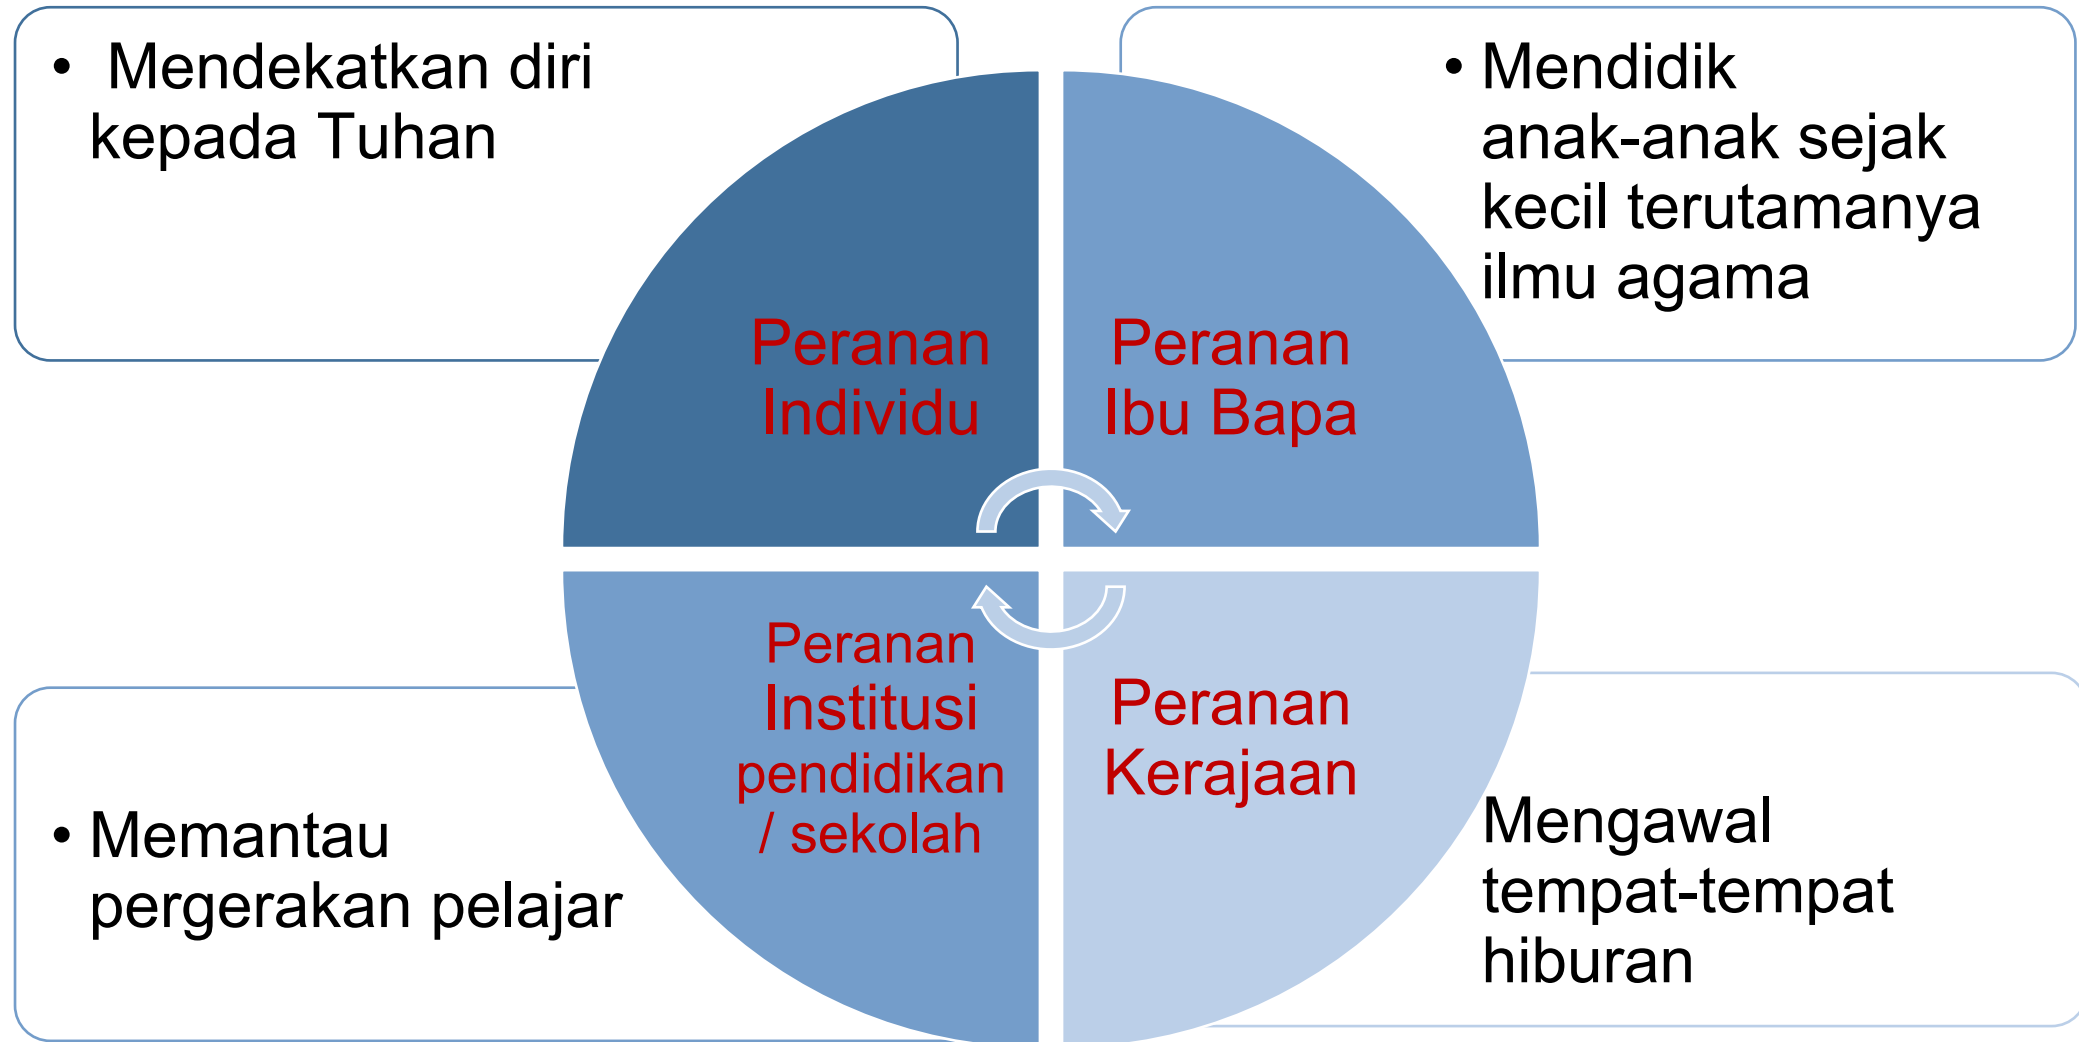 • Mendekatkan diri
kepada Tuhan
• Mendidik
anak-anak sejak
kecil terutamanya
ilmu agama
Peranan
Individu
Peranan
Ibu Bapa
Peranan
Institusi
pendidikan
/ sekolah
Peranan
Kerajaan
• Memantau
pergerakan pelajar
Mengawal
tempat-tempat
hiburan